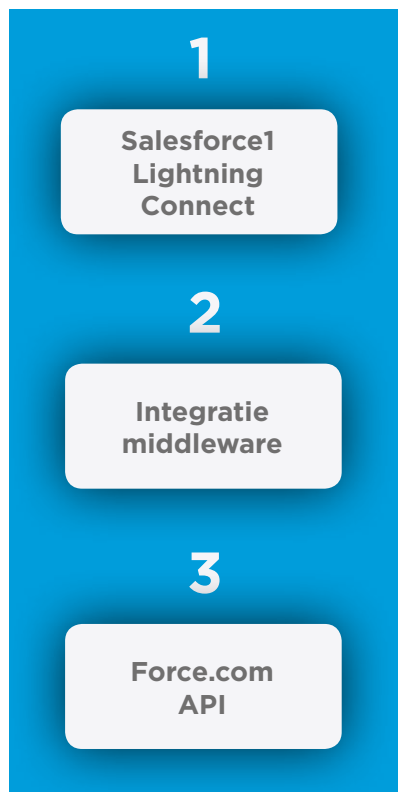 1
Salesforce1
Lightning
Connect
2
Integratie
middleware
3
Force.com
API